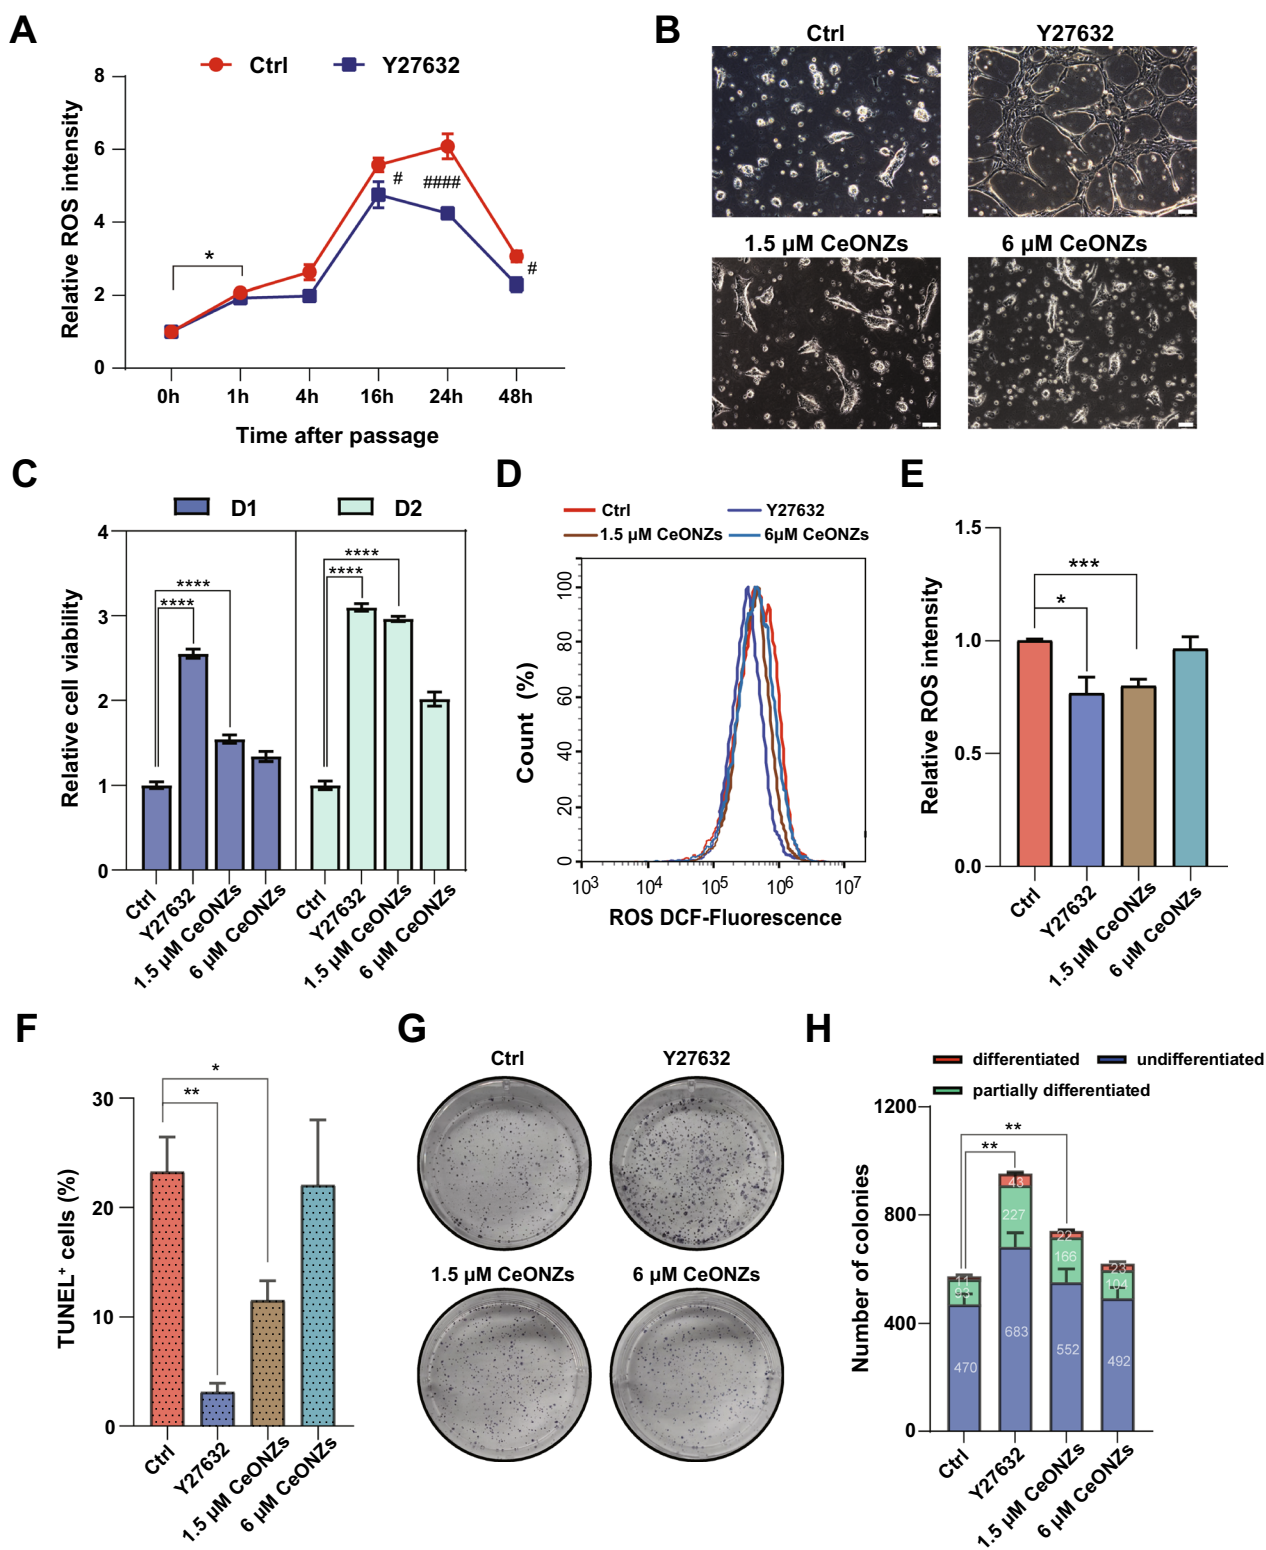 A
Ctrl
Y27632
Relative ROS intensity
8
6
4
2
0
*
#
####
#
0h
1h
4h
16h
24h
48h
Time after passage
B
Ctrl
Y27632
1.5 µM CeONZs
6 µM CeONZs
C
D1
D2
Relative cell viability
4
3
2
1
0
****
****
****
****
Ctrl
Y27632
1.5 µM CeONZs
6 µM CeONZs
Ctrl
Y27632
1.5 µM CeONZs
6 µM CeONZs
D
Ctrl
Y27632
1.5 µM CeONZs
6µM CeONZs
Count (%)
100
80
60
40
20
0
10³
10⁴
10⁵
10⁶
10⁷
ROS DCF-Fluorescence
E
Relative ROS intensity
1.5
1.0
0.5
0.0
***
*
Ctrl
Y27632
1.5 µM CeONZs
6 µM CeONZs
F
TUNEL⁺ cells (%)
30
20
10
0
*
**
Ctrl
Y27632
1.5 µM CeONZs
6 µM CeONZs
G
Ctrl
Y27632
1.5 µM CeONZs
6 µM CeONZs
H
differentiated
undifferentiated
partially differentiated
Number of colonies
1200
800
400
0
**
**
11
470
43
227
683
22
166
552
23
104
492
Ctrl
Y27632
1.5 µM CeONZs
6 µM CeONZs